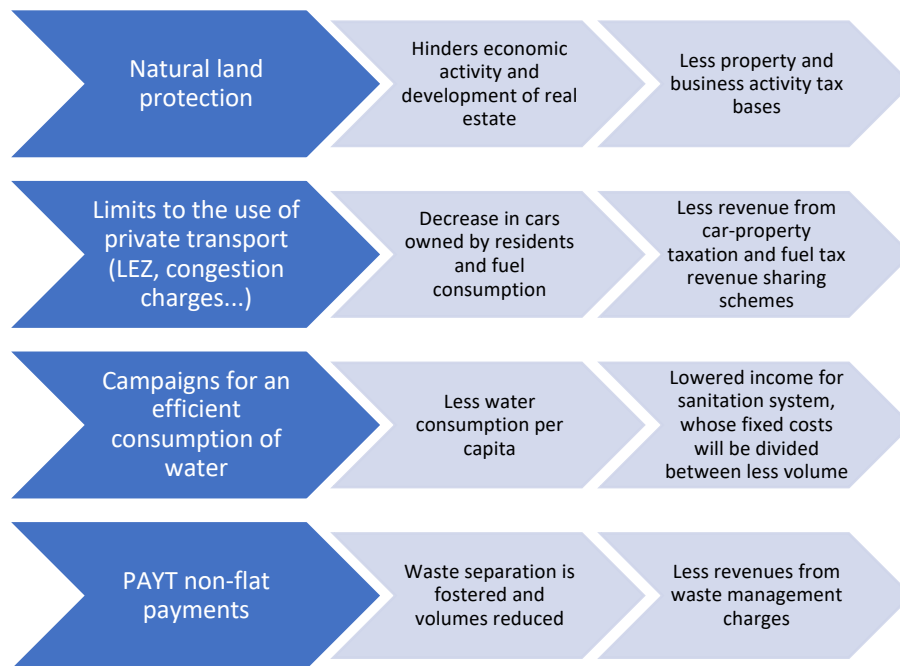 Natural land
protection
Hinders economic
activity and
development of real
estate
Less property and
business activity tax
bases
Limits to the use of
private transport
(LEZ, congestion
charges...)
Decrease in cars
owned by residents
and fuel
consumption
Less revenue from
car-property
taxation and fuel tax
revenue sharing
schemes
Campaigns for an
efficient
consumption of
water
Less water
consumption per
capita
Lowered income for
sanitation system,
whose fixed costs
will be divided
between less volume
PAYT non-flat
payments
Waste separation is
fostered and
volumes reduced
Less revenues from
waste management
charges